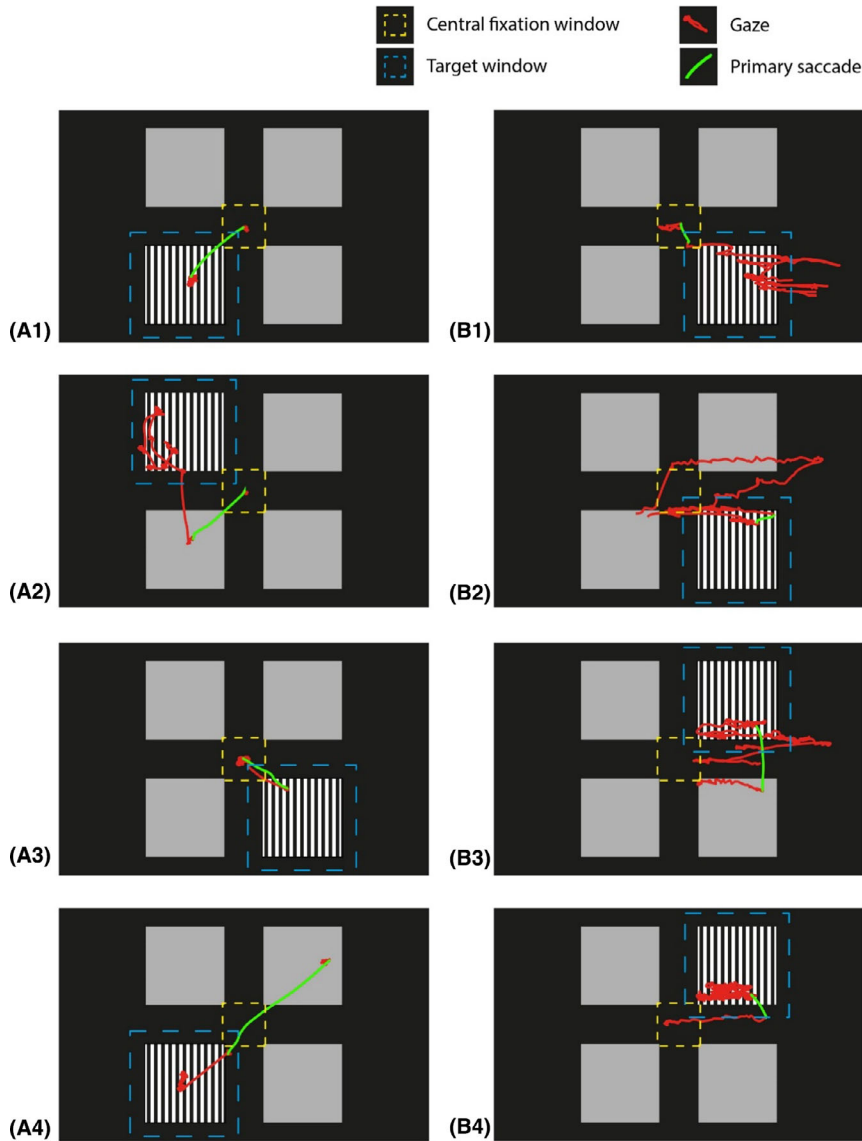 Central fixation window
Gaze
Target window
Primary saccade
(A1)
(B1)
(A2)
(B2)
(A3)
(B3)
(A4)
(B4)